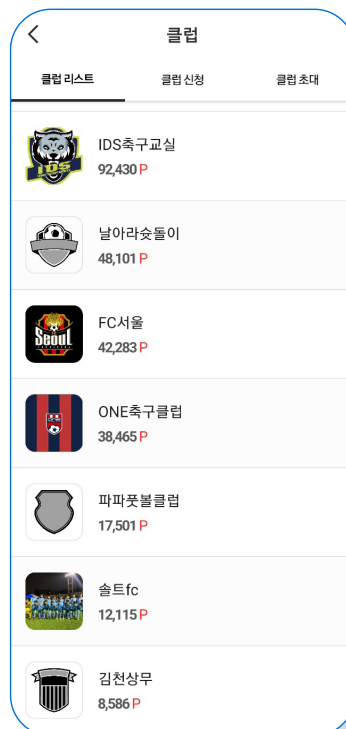 클럽
클럽 리스트
클럽 신청
클럽 초대
IDS
IDS축구교실
92,430 P
날아라슛돌이
48,101 P
Seoul
FC서울
42,283 P
ONE축구클럽
38,465 P
파파풋볼클럽
17,501 P
솔트fc
12,115 P
김천상무
8,586 P